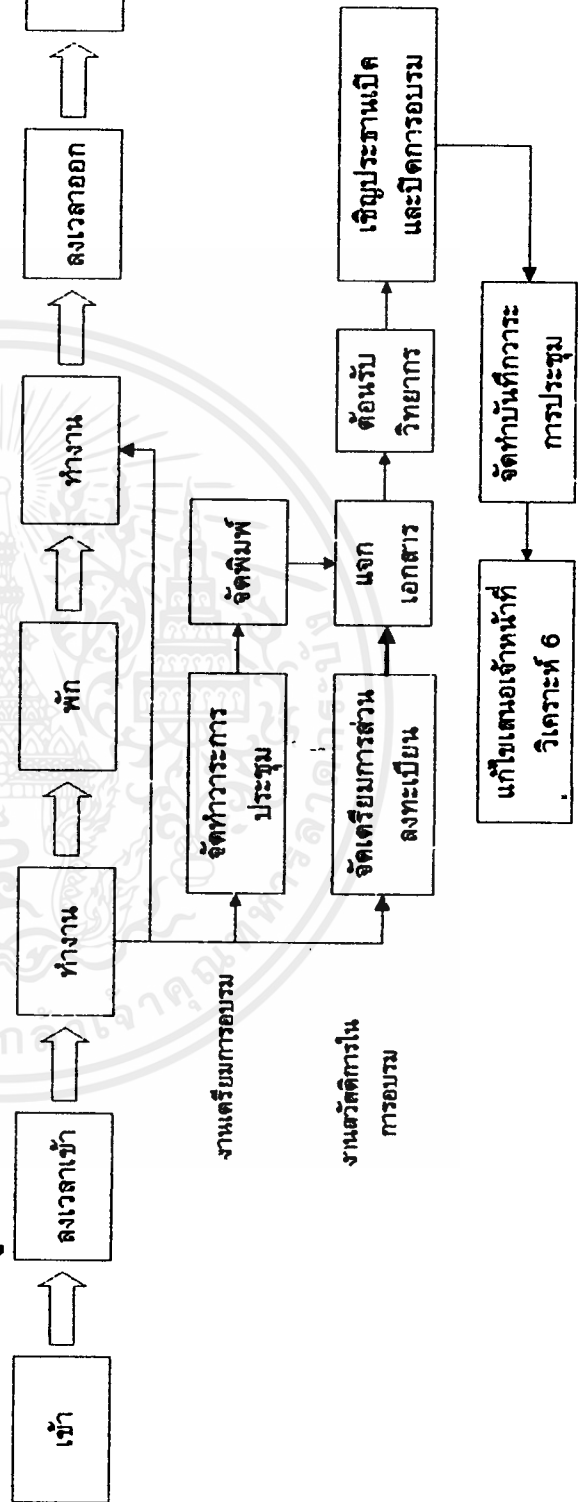 เข้า
ลงเวลาเข้า
ทำงาน
พัก
ทำงาน
ลงเวลาออก
งานเตรียมการอบรม
จัดทำวาระการ
ประชุม
จัดพิมพ์
งานสวัสดิการใน
การอบรม
จัดเตรียมการส่วน
ลงทะเบียน
แจก
เอกสาร
ต้อนรับ
วิทยากร
เชิญประธานเปิด
และปิดการอบรม
จัดทำบันทึกวาระ
การประชุม
แก้ไขเสนอเจ้าหน้าที่
วิเคราะห์ 6